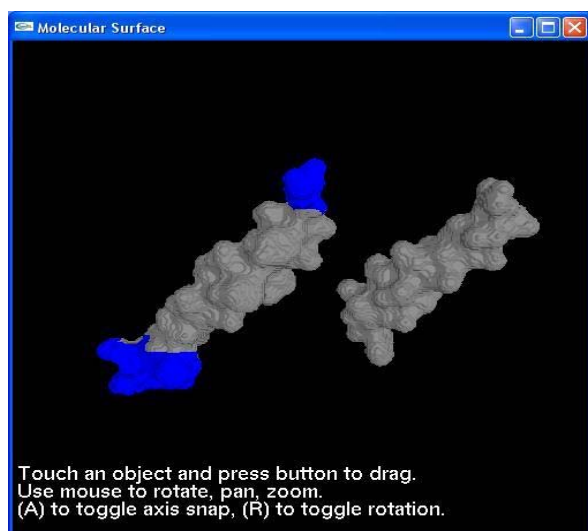 Molecular Surface
Touch an object and press button to drag.
Use mouse to rotate, pan, zoom.
(A) to toggle axis snap, (R) to toggle rotation.